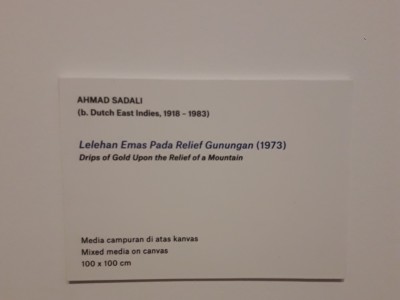 AHMAD SADALI
(b. Dutch East Indies, 1918 - 1983)
Lelehan Emas Pada Relief Gunungan (1973)
Drips of Gold Upon the Relief of a Mountain
Media campuran di atas kanvas
Mixed media on canvas
100 x 100 cm